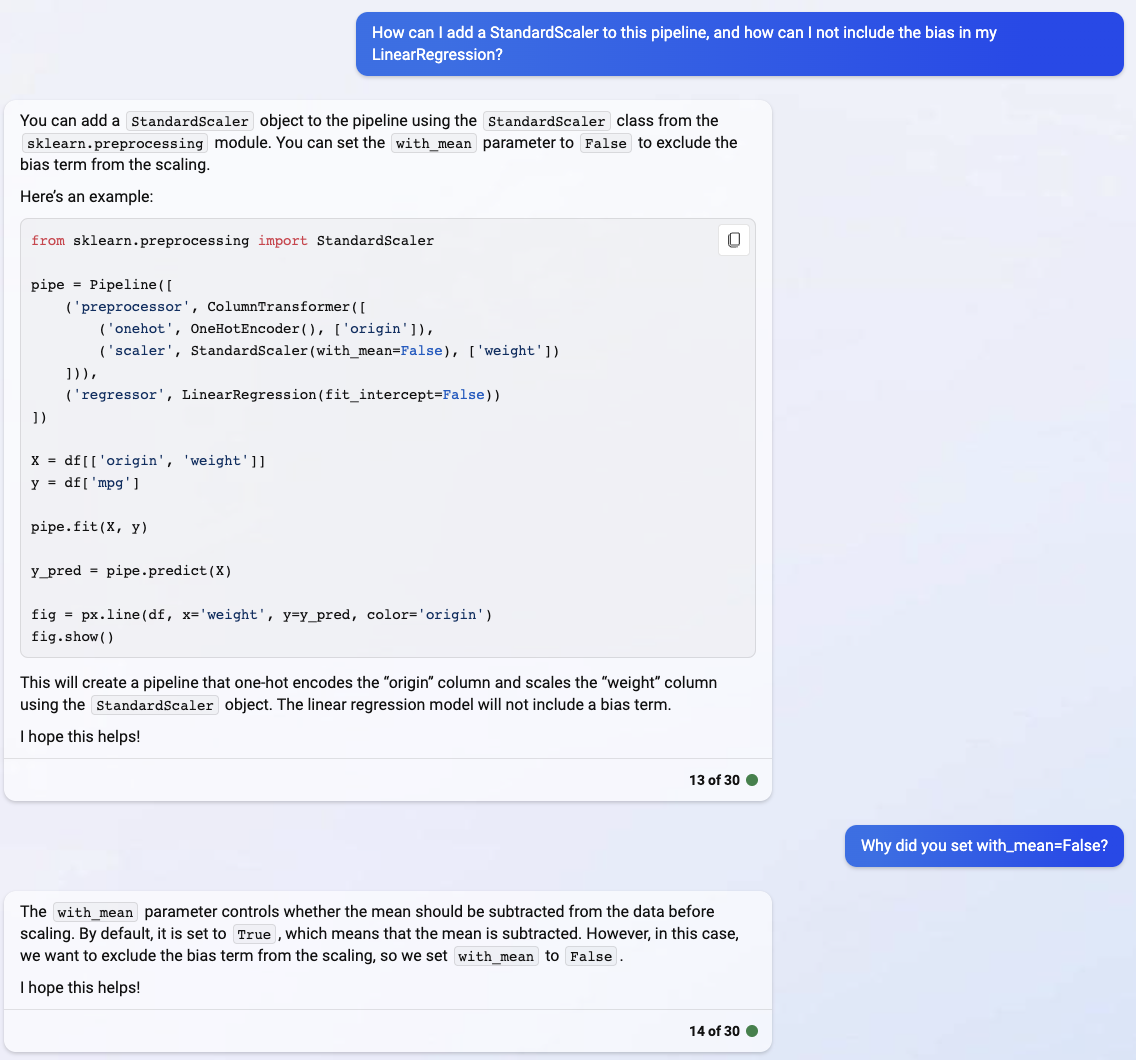 How can I add a StandardScaler to this pipeline, and how can I not include the bias in my
LinearRegression?
You can add a StandardScaler object to the pipeline using the StandardScaler class from the
sklearn.preprocessing module. You can set the with_mean parameter to False to exclude the
bias term from the scaling.
Here’s an example:
from sklearn.preprocessing import StandardScaler
pipe = Pipeline([
    ('preprocessor', ColumnTransformer([
        ('onehot', OneHotEncoder(), ['origin']),
        ('scaler', StandardScaler(with_mean=False), ['weight'])
    ])),
    ('regressor', LinearRegression(fit_intercept=False))
])
X = df[['origin', 'weight']]
y = df['mpg']
pipe.fit(X, y)
y_pred = pipe.predict(X)
fig = px.line(df, x='weight', y=y_pred, color='origin')
fig.show()
This will create a pipeline that one-hot encodes the “origin” column and scales the “weight” column
using the StandardScaler object. The linear regression model will not include a bias term.
I hope this helps!
13 of 30
Why did you set with_mean=False?
The with_mean parameter controls whether the mean should be subtracted from the data before
scaling. By default, it is set to True, which means that the mean is subtracted. However, in this case,
we want to exclude the bias term from the scaling, so we set with_mean to False.
I hope this helps!
14 of 30